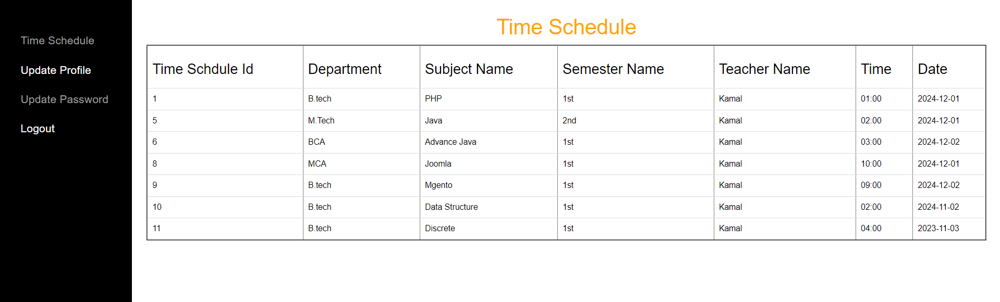 Time Schedule
Update Profile
Update Password
Logout
Time Schedule
Time Schdule Id Department Subject Name Semester Name Teacher Name Time Date
1 B.tech PHP 1st Kamal 01:00 2024-12-01
5 M.Tech Java 2nd Kamal 02:00 2024-12-01
6 BCA Advance Java 1st Kamal 03:00 2024-12-02
8 MCA Joomla 1st Kamal 10:00 2024-12-01
9 B.tech Mgento 1st Kamal 09:00 2024-12-02
10 B.tech Data Structure 1st Kamal 02:00 2024-11-02
11 B.tech Discrete 1st Kamal 04:00 2023-11-03